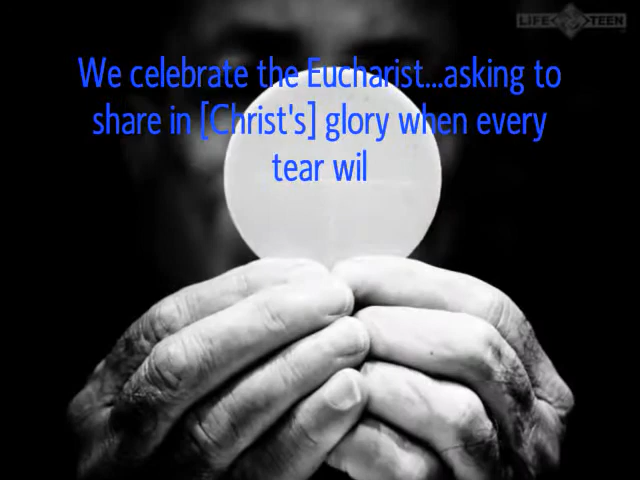 LIFE TEEN
We celebrate the Eucharist...asking to
share in [Christ's] glory when every
tear wil